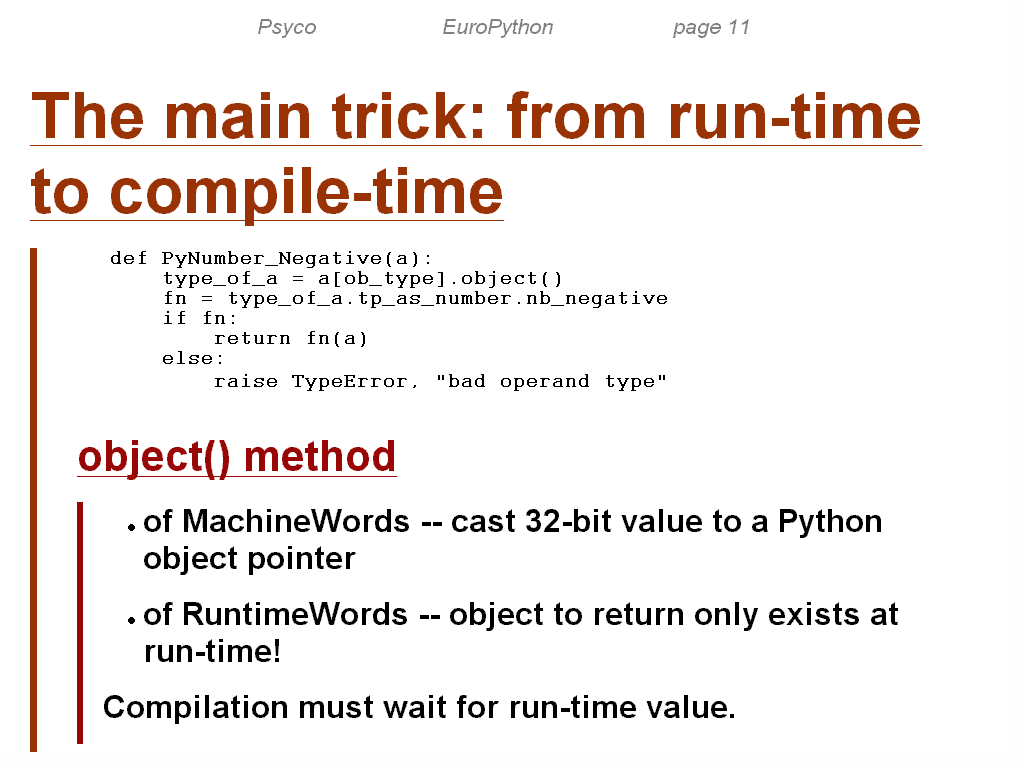 Psyco EuroPython page 11
The main trick: from run-time
to compile-time
def PyNumber_Negative(a):
    type_of_a = a[ob_type].object()
    fn = type_of_a.tp_as_number.nb_negative
    if fn:
        return fn(a)
    else:
        raise TypeError, "bad operand type"
object() method
• of MachineWords -- cast 32-bit value to a Python
object pointer
• of RuntimeWords -- object to return only exists at
run-time!
Compilation must wait for run-time value.